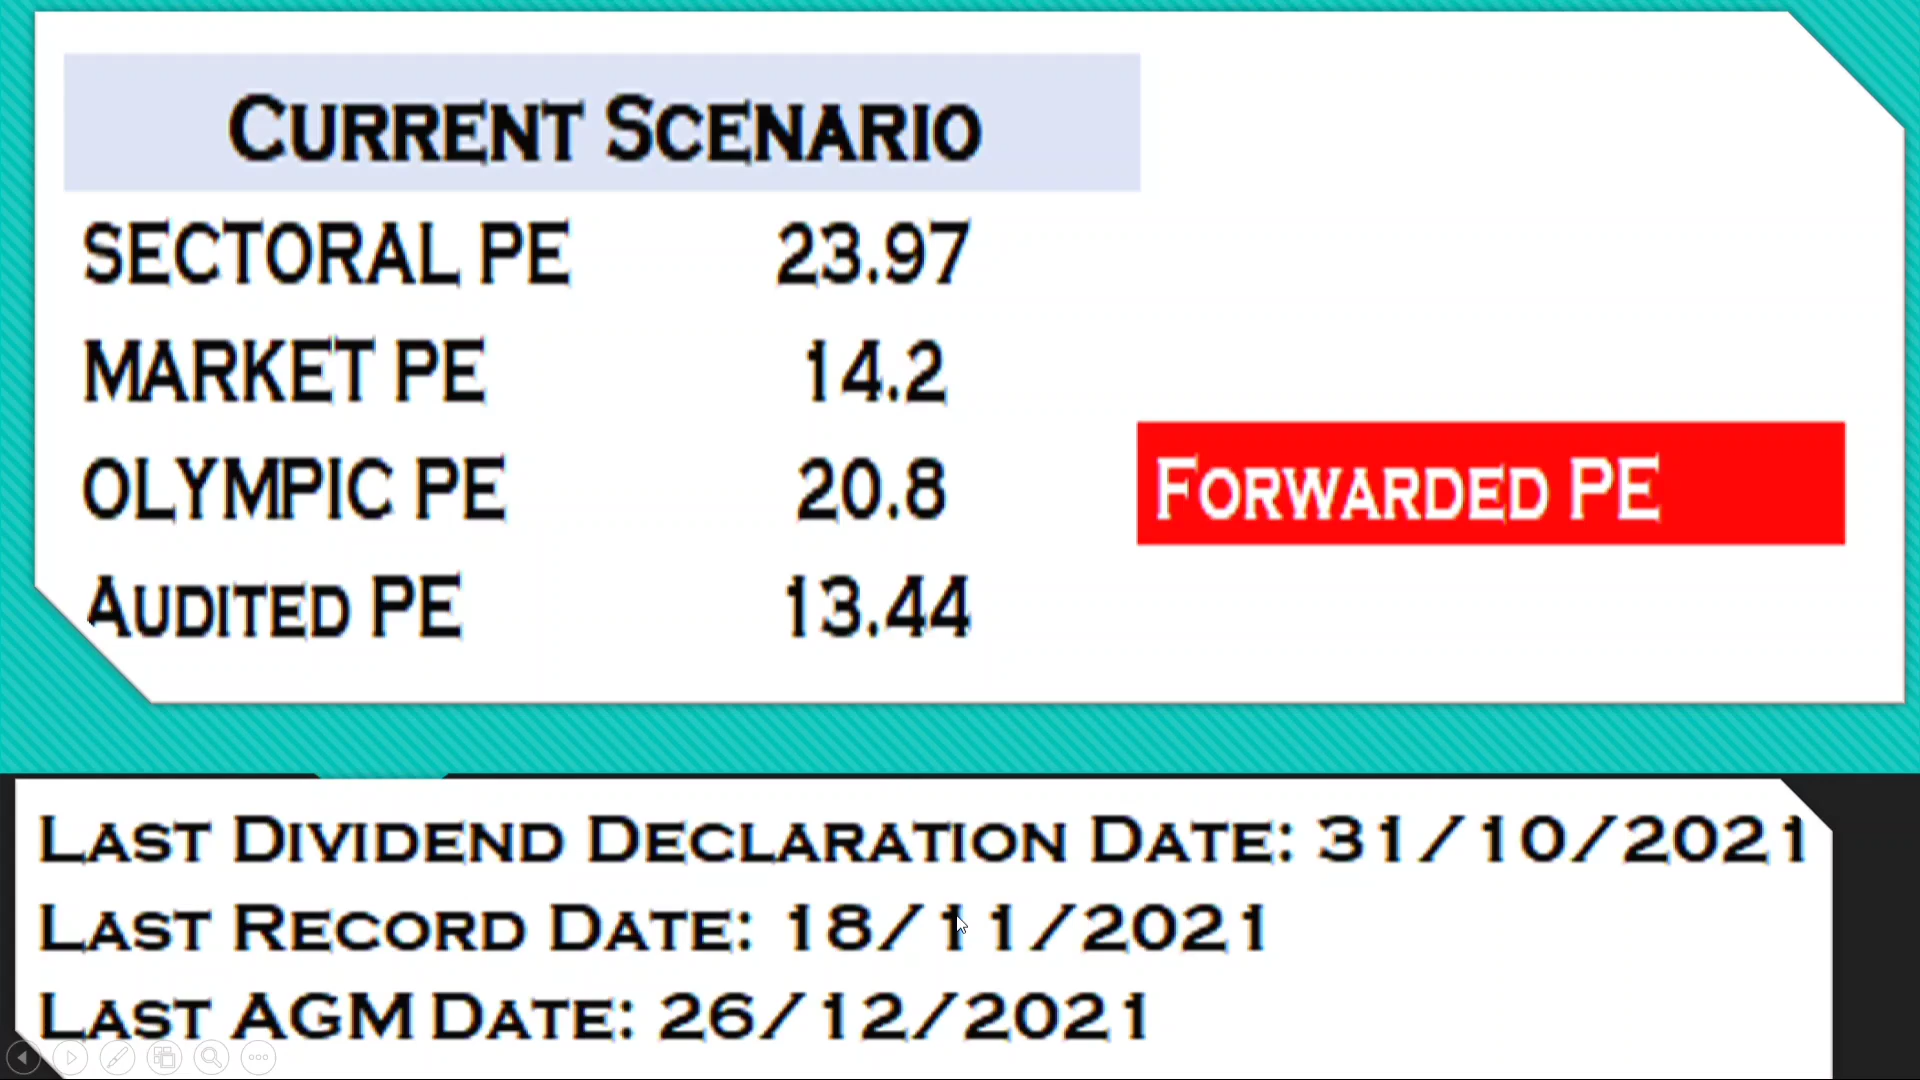 Current Scenario
SECTORAL PE 23.97
MARKET PE 14.2
OLYMPIC PE 20.8 Forwarded PE
Audited PE 13.44
Last Dividend Declaration Date: 31/10/2021
Last Record Date: 18/11/2021
Last AGM Date: 26/12/2021